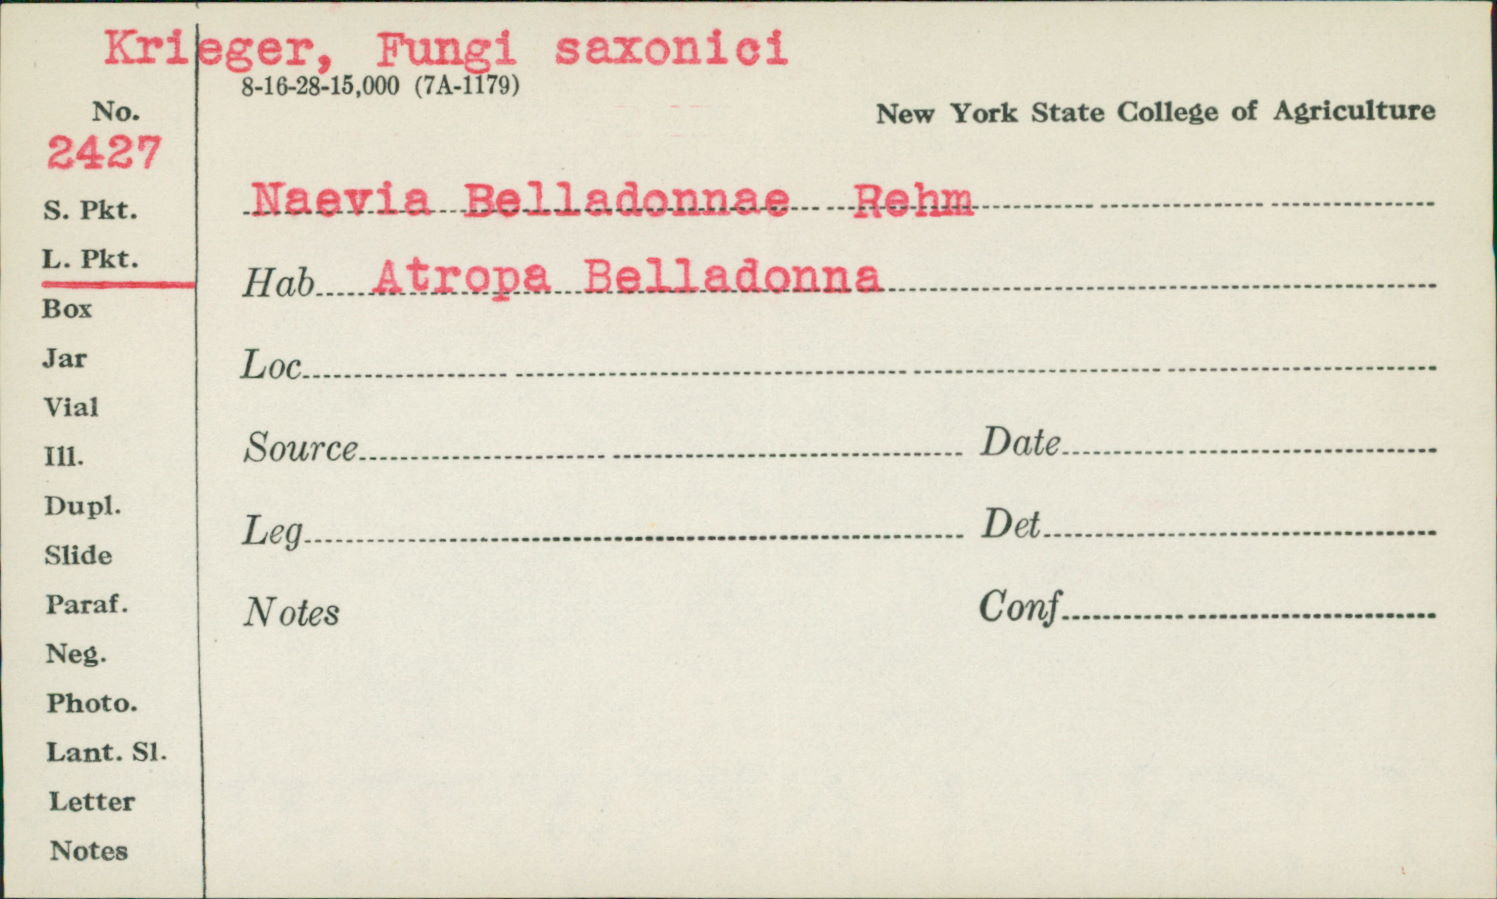 Krieger, Fungi saxonici
8-16-28-15,000 (7A-1179)
New York State College of Agriculture
No.
2427
S. Pkt.
L. Pkt.
Box
Jar
Vial
Ill.
Dupl.
Slide
Paraf.
Neg.
Photo.
Lant. Sl.
Letter
Notes
Naevia Belladonnae Rehm
Hab Atropa Belladonna
Loc
Source Date
Leg Det
Notes Conf